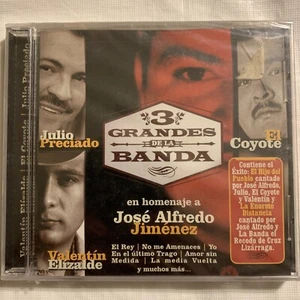 Valentín Elizalde | El Coyote | Julio Preciado
Julio
Preciado
3
GRANDES
DE LA
BANDA
El
Coyote
en homenaje a
José Alfredo
Jiménez
El Rey | No me Amenaces | Yo
En el último Trago | Amor sin
Medida | La media Vuelta
y muchos más...
Valentín
Elizalde
Contiene el
Éxito: El Hijo del
Pueblo cantado
por José Alfredo,
Julio, El Coyote
y Valentín y
La Enorme
Distancia
cantado por
José Alfredo y
La Banda el
Recodo de Cruz
Lizárraga.